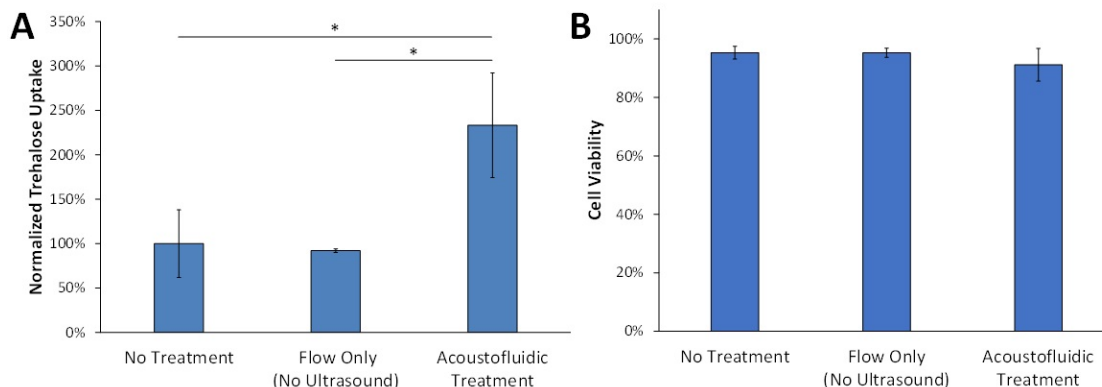 A
Normalized Trehalose Uptake
350%
300%
250%
200%
150%
100%
50%
0%
*
*
No Treatment
Flow Only
(No Ultrasound)
Acoustofluidic
Treatment
B
Cell Viability
100%
80%
60%
40%
20%
0%
No Treatment
Flow Only
(No Ultrasound)
Acoustofluidic
Treatment